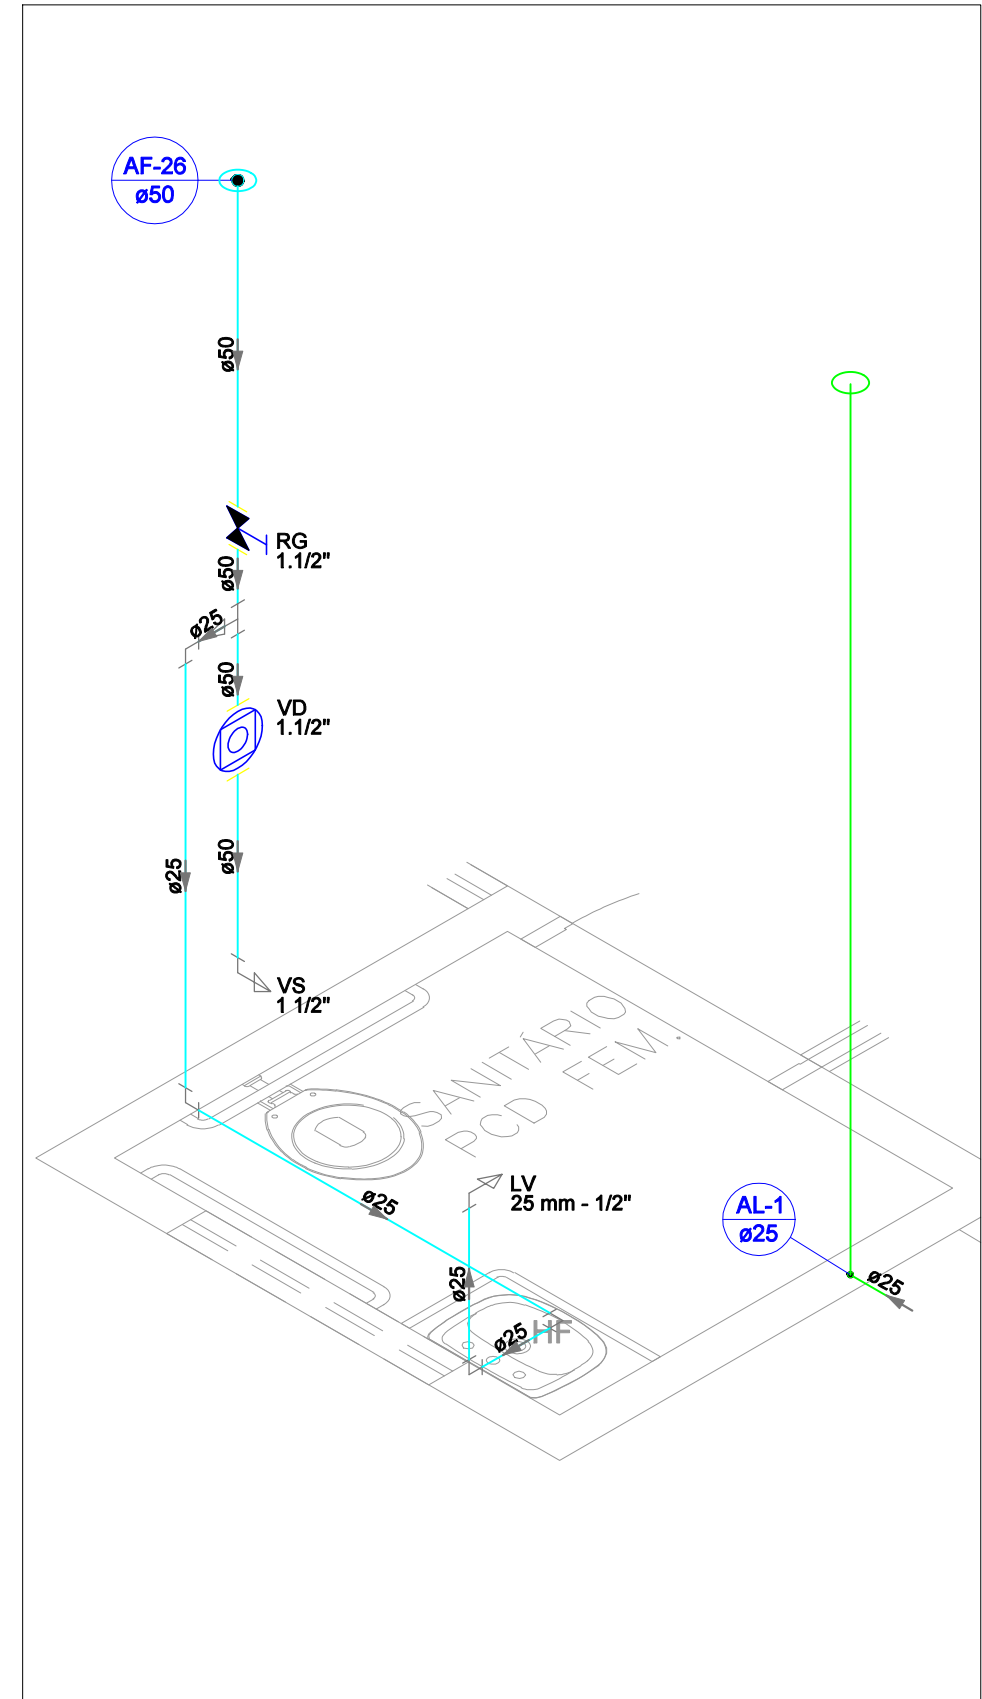 AF-26
ø50
ø50
RG
1.1/2"
ø50
ø25
ø50
VD
1.1/2"
ø50
ø25
VS
1 1/2"
SANITÁRIO
PCD FEM.
LV
25 mm - 1/2"
ø25
ø25
ø25
HF
AL-1
ø25
ø25